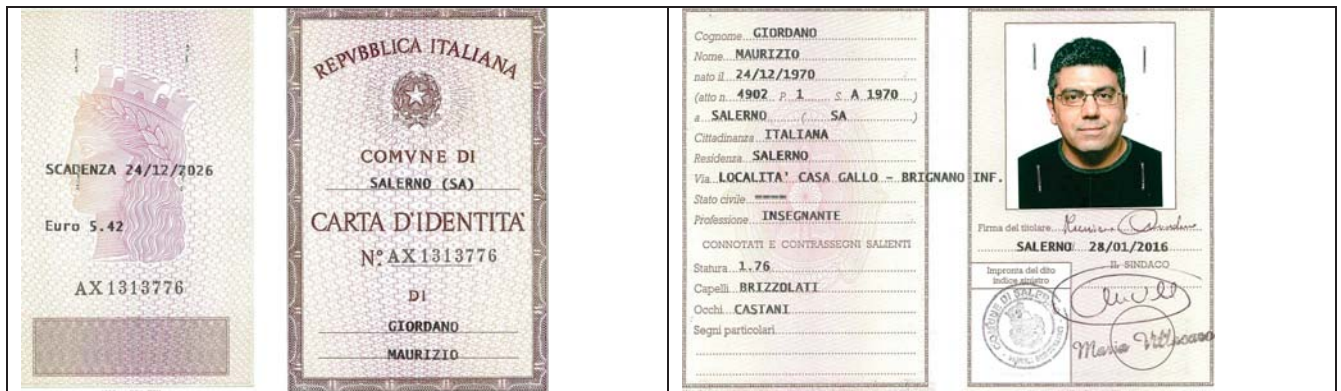 SCADENZA 24/12/2026
Euro 5.42
AX1313776
REPVBBLICA ITALIANA
COMVNE DI
SALERNO (SA)
CARTA D'IDENTITA'
Nº AX1313776
DI
GIORDANO
MAURIZIO
Cognome GIORDANO
Nome MAURIZIO
nato il 24/12/1970
(atto n. 4902 P. 1 S. A 1970)
a SALERNO ( SA )
Cittadinanza ITALIANA
Residenza SALERNO
Via LOCALITA' CASA GALLO - BRIGNANO INF.
Stato civile ====
Professione INSEGNANTE
CONNOTATI E CONTRASSEGNI SALIENTI
Statura 1.76
Capelli BRIZZOLATI
Occhi CASTANI
Segni particolari
Firma del titolare
SALERNO 28/01/2016
IL SINDACO
Impronta del dito
indice sinistro
Maria